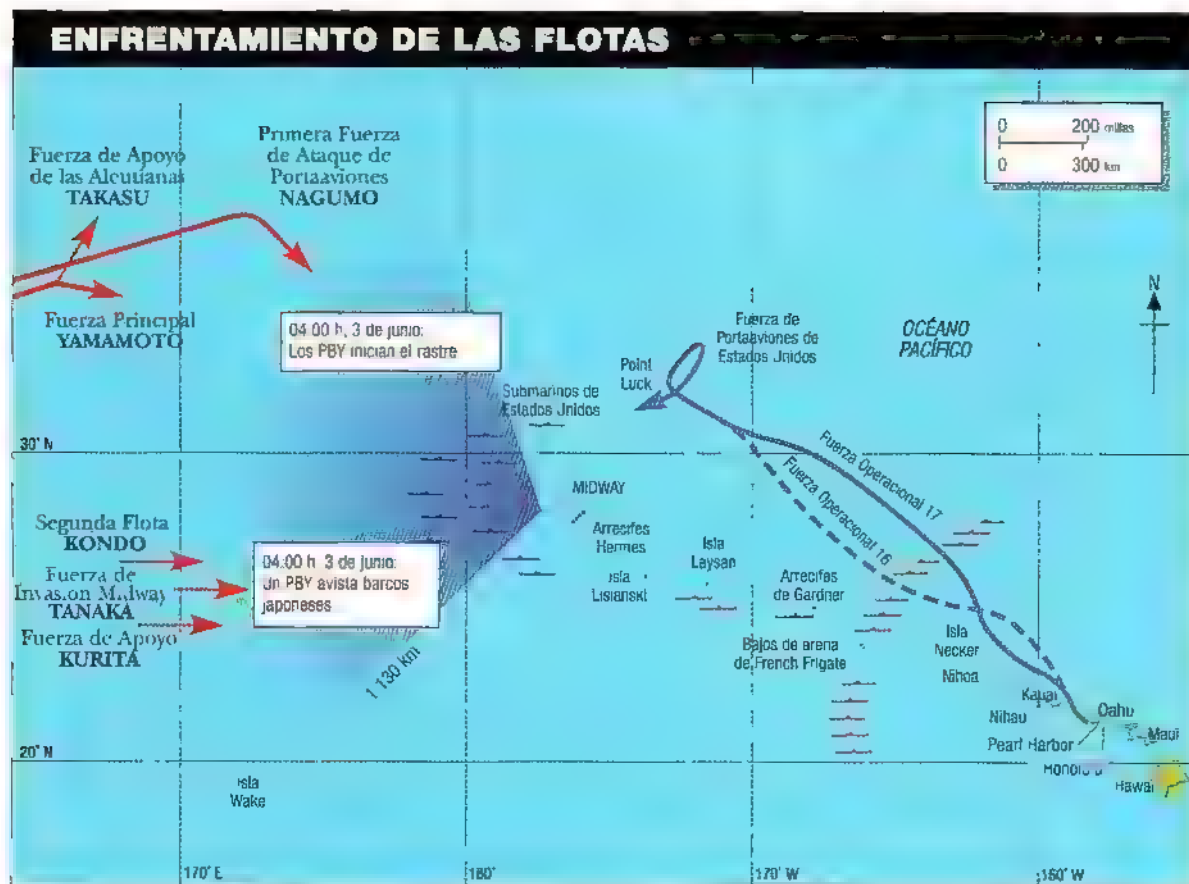 ENFRENTAMIENTO DE LAS FLOTAS
0 200 millas
0 300 km
Fuerza de Apoyo
de las Aleutianas
TAKASU
Primera Fuerza
de Ataque de
Portaaviones
NAGUMO
Fuerza Principal
YAMAMOTO
04.00 h, 3 de junio:
Los PBY inician el rastre
Submarinos de
Estados Unidos
Point
Luck
Fuerza de
Portaaviones de
Estados Unidos
OCÉANO
PACÍFICO
N
30° N
Fuerza Operacional 17
Fuerza Operacional 16
MIDWAY
Arrecifes
Hermes
Isla
Lisianski
Isla
Laysan
Arrecifes
de Gardner
Bajos de arena
de French Frigate
Isla
Necker
Nihoa
Segunda Flota
KONDO
Fuerza de
Invasion Midway
TANAKA
Fuerza de Apoyo
KURITA
04.00 h 3 de junio:
Un PBY avista barcos
japoneses
1 130 km
Kauai
Nihau
Oahu
Pearl Harbor
Maui
Hawai
20° N
Isla
Wake
170° E
180°
170° W
160° W